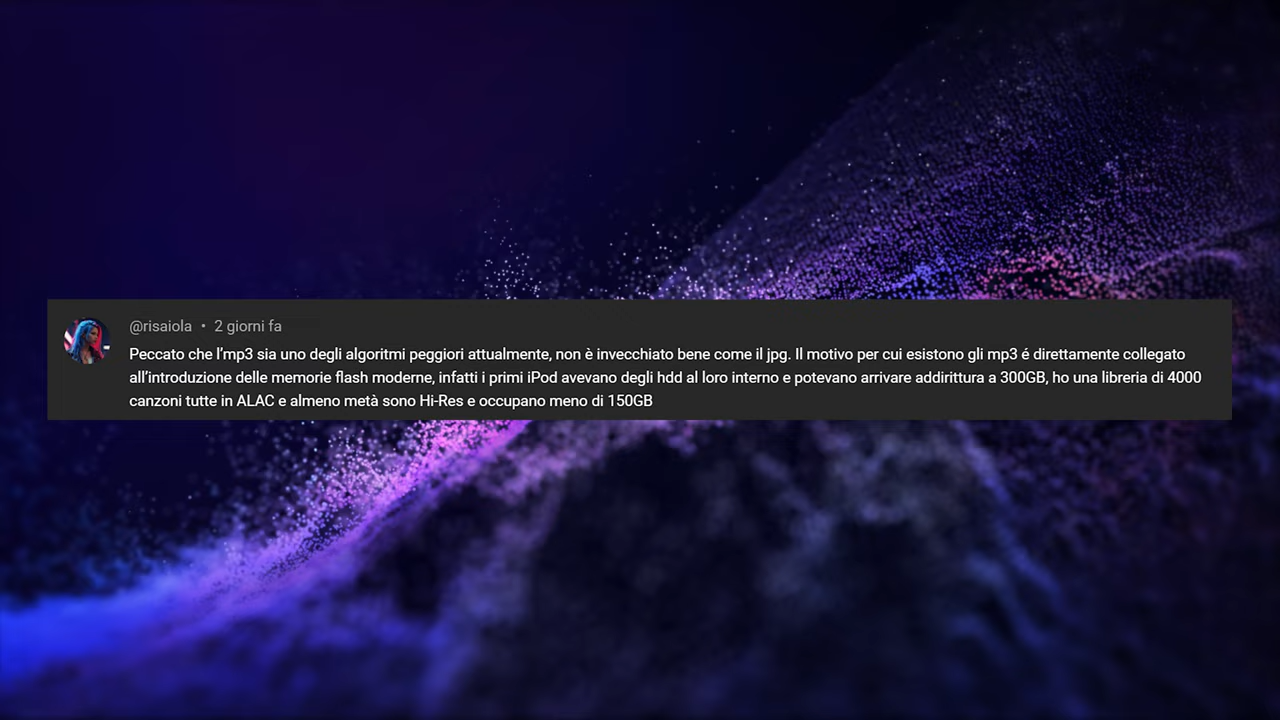 @risaiola • 2 giorni fa
Peccato che l’mp3 sia uno degli algoritmi peggiori attualmente, non è invecchiato bene come il jpg. Il motivo per cui esistono gli mp3 é direttamente collegato
all’introduzione delle memorie flash moderne, infatti i primi iPod avevano degli hdd al loro interno e potevano arrivare addirittura a 300GB, ho una libreria di 4000
canzoni tutte in ALAC e almeno metà sono Hi-Res e occupano meno di 150GB